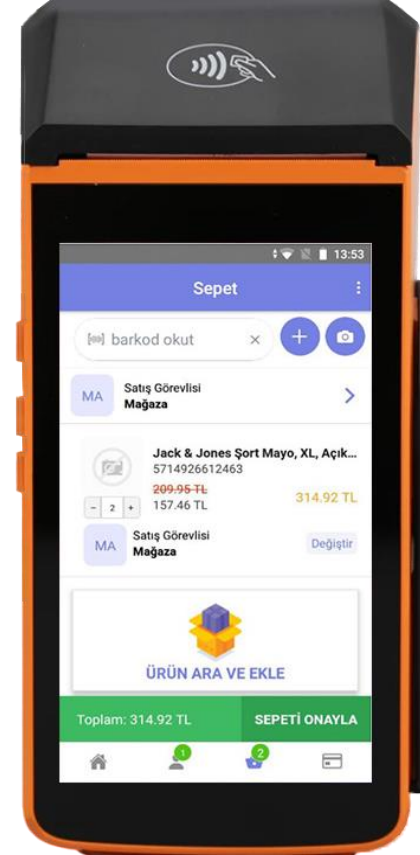 13:53
Sepet
barkod okut
MA
Satış Görevlisi
Mağaza
Jack & Jones Şort Mayo, XL, Açık...
5714926612463
209.95 TL
157.46 TL
314.92 TL
- 2 +
MA
Satış Görevlisi
Mağaza
Değiştir
ÜRÜN ARA VE EKLE
Toplam: 314.92 TL
SEPETİ ONAYLA
1
2